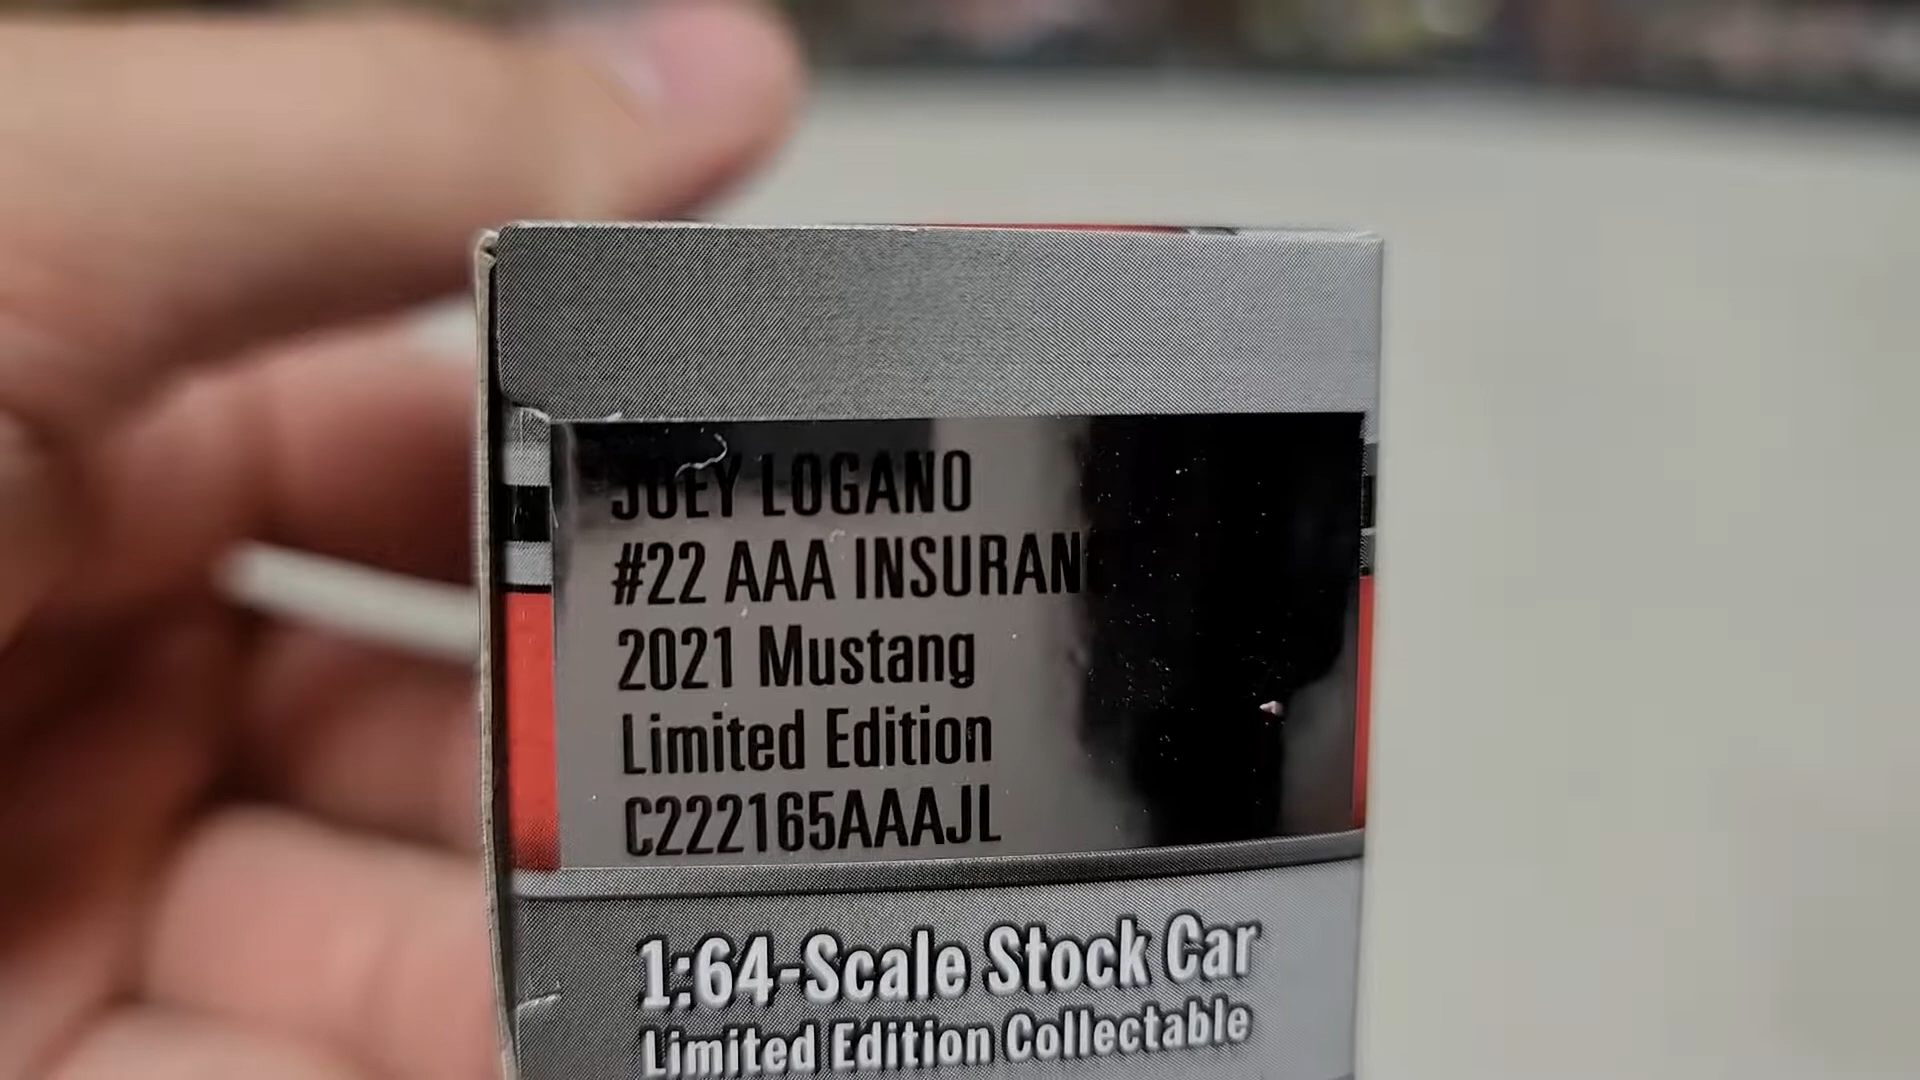 JOEY LOGANO
#22 AAA INSURAN
2021 Mustang
Limited Edition
C222165AAAJL
1:64-Scale Stock Car
Limited Edition Collectable